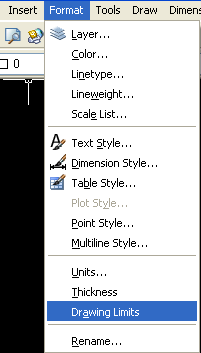 Insert Format Tools Draw Dimens
0
Layer...
Color...
Linetype...
Lineweight...
Scale List...
Text Style...
Dimension Style...
Table Style...
Plot Style...
Point Style...
Multiline Style...
Units...
Thickness
Drawing Limits
Rename...